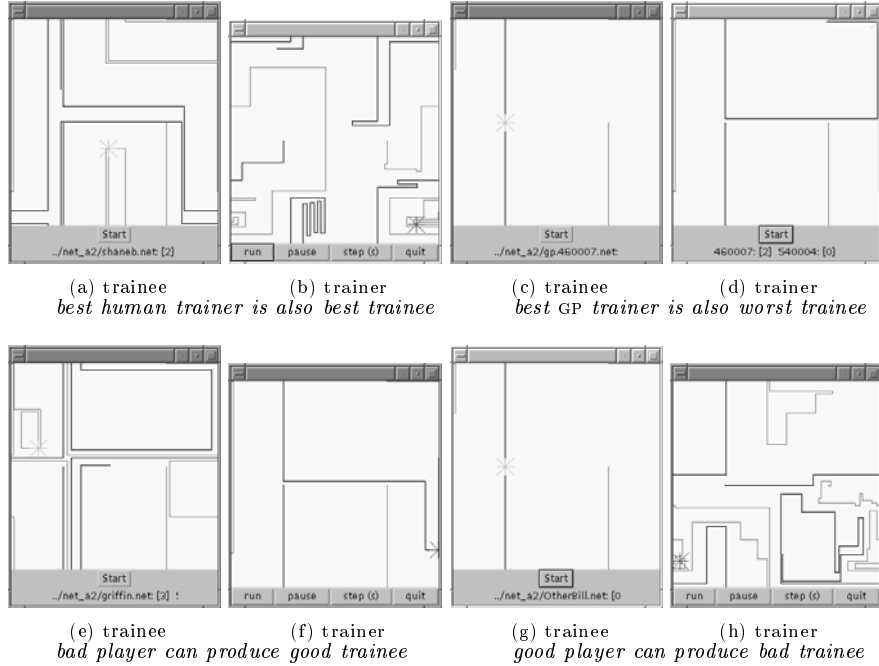 Start
../net_a2/shaneb.net: [2]
run pause step (s) quit
Start
../net_a2/gp.460007.net:
Start
460007: [2] 540004: [0]
(a) trainee (b) trainer (c) trainee (d) trainer
best human trainer is also best trainee best GP trainer is also worst trainee
Start
../net_a2/griffin.net: [3]
run pause step (s) quit
Start
../net_a2/OtherBill.net: [0
run pause step (s) quit
(e) trainee (f) trainer (g) trainee (h) trainer
bad player can produce good trainee good player can produce bad trainee